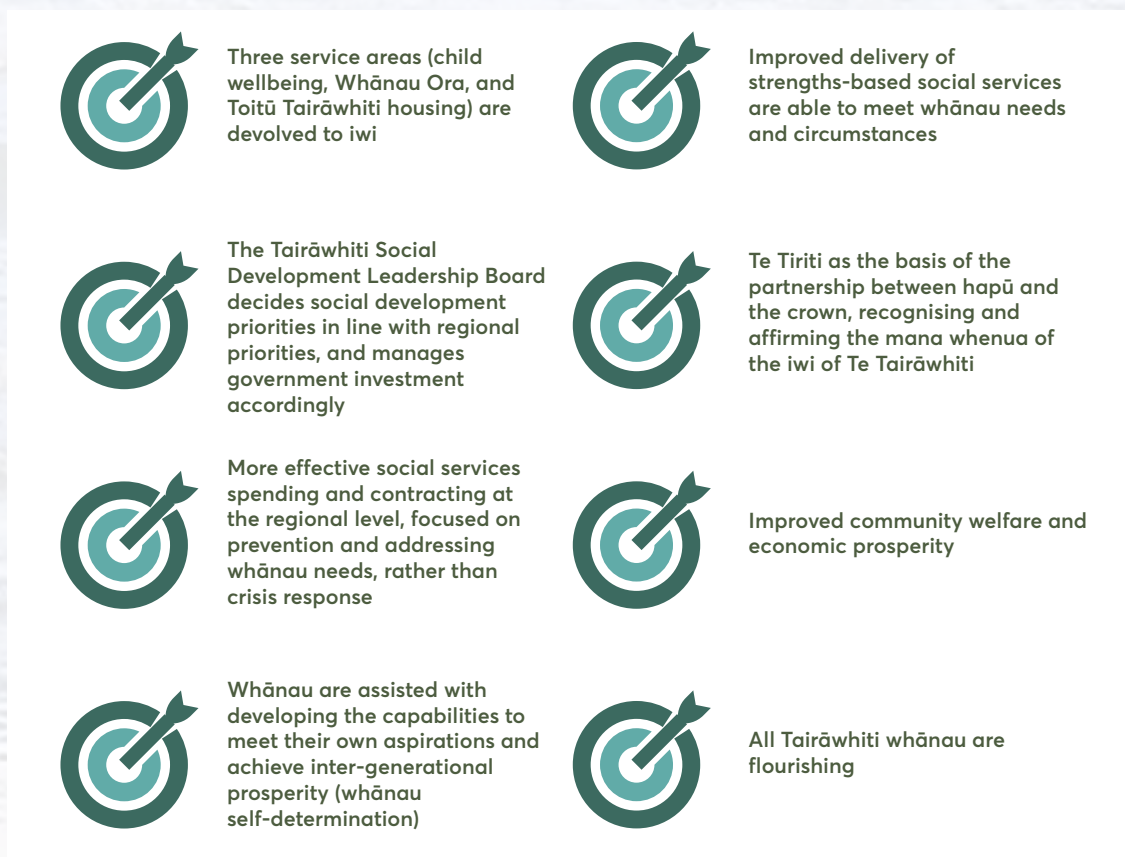 Three service areas (child
wellbeing, Whānau Ora, and
Toitū Tairāwhiti housing) are
devolved to iwi
Improved delivery of
strengths-based social services
are able to meet whānau needs
and circumstances
The Tairāwhiti Social
Development Leadership Board
decides social development
priorities in line with regional
priorities, and manages
government investment
accordingly
Te Tiriti as the basis of the
partnership between hapū and
the crown, recognising and
affirming the mana whenua of
the iwi of Te Tairāwhiti
More effective social services
spending and contracting at
the regional level, focused on
prevention and addressing
whānau needs, rather than
crisis response
Improved community welfare and
economic prosperity
Whānau are assisted with
developing the capabilities to
meet their own aspirations and
achieve inter-generational
prosperity (whānau
self-determination)
All Tairāwhiti whānau are
flourishing